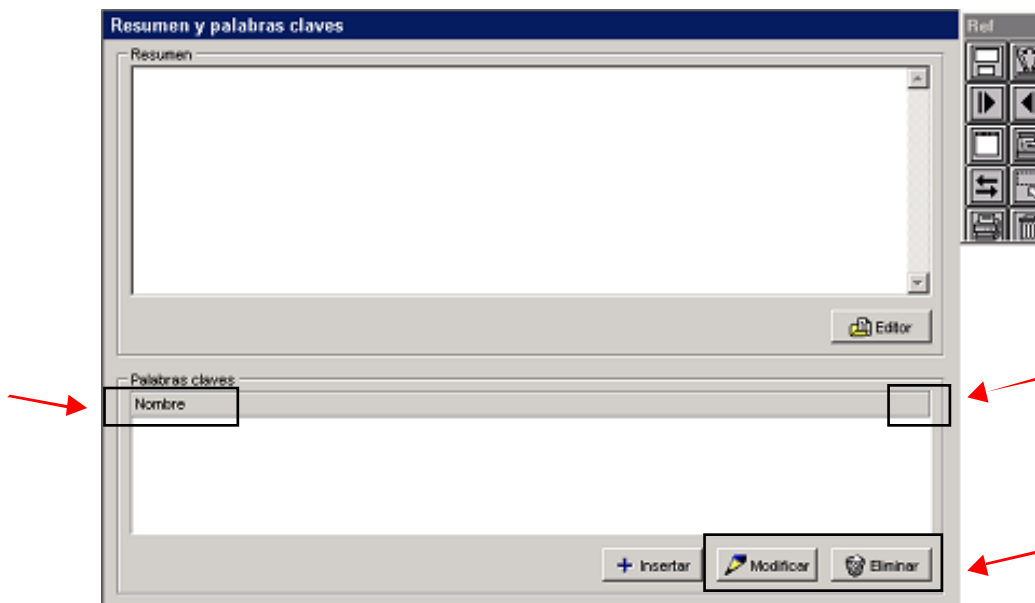 Resumen y palabras claves
Ref
Resumen
Editor
Palabras claves
Nombre
Insertar
Modificar
Eliminar